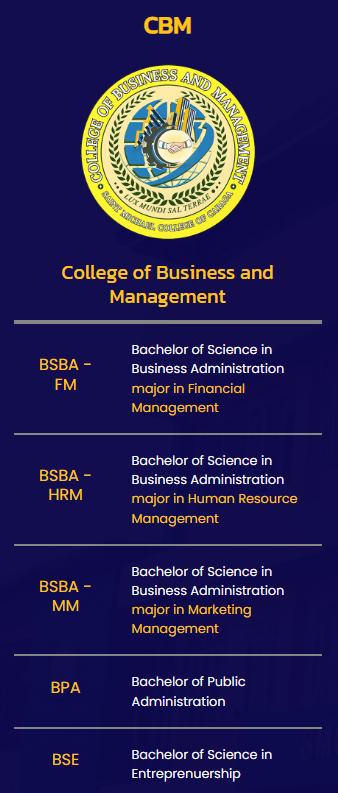 CBM
COLLEGE OF BUSINESS AND MANAGEMENT
LUX MUNDI SAL TERRAE
SAINT MICHAEL COLLEGE OF CARAGA
College of Business and
Management
BSBA -
FM
Bachelor of Science in
Business Administration
major in Financial
Management
BSBA -
HRM
Bachelor of Science in
Business Administration
major in Human Resource
Management
BSBA -
MM
Bachelor of Science in
Business Administration
major in Marketing
Management
BPA
Bachelor of Public
Administration
BSE
Bachelor of Science in
Entreprenuership